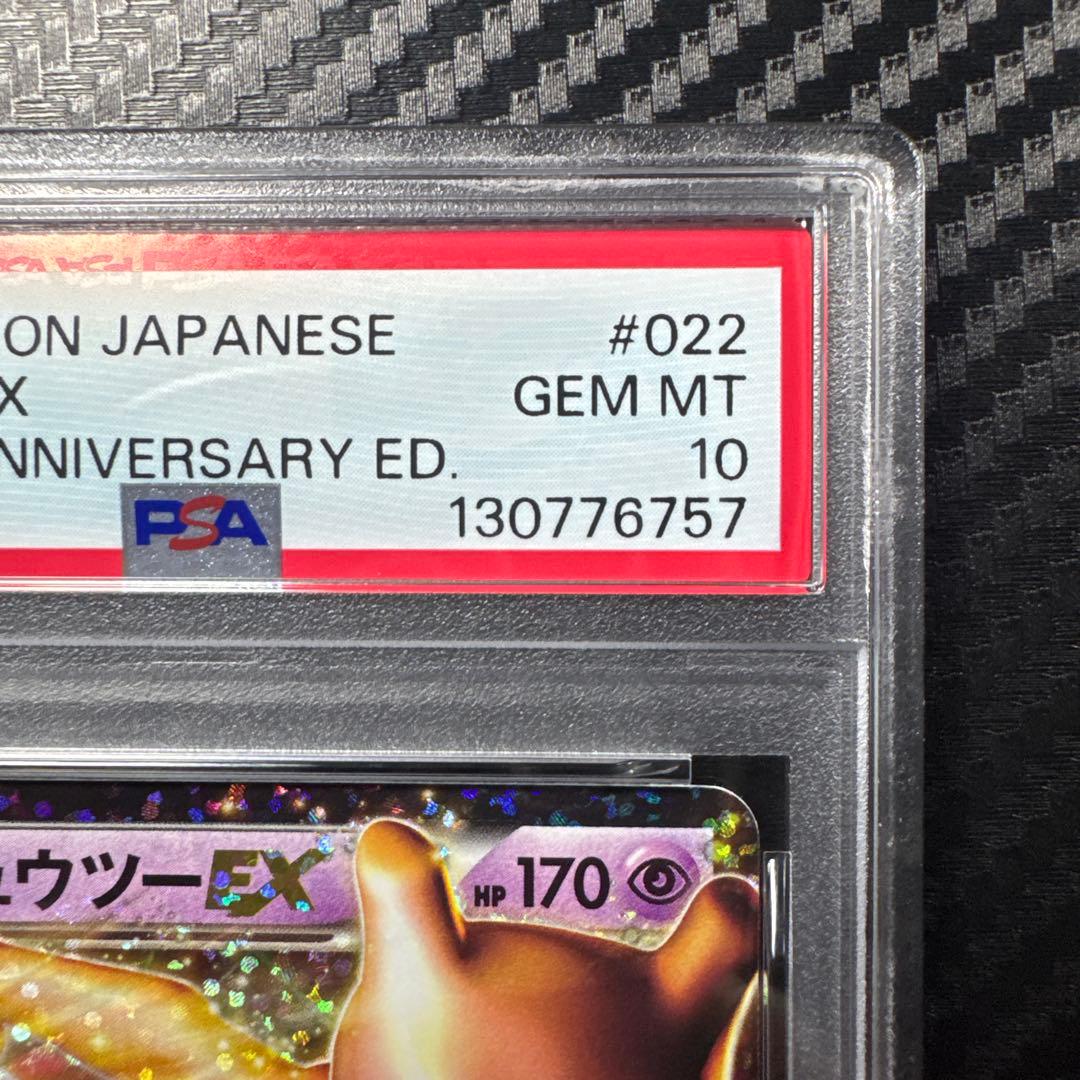 ON JAPANESE #022
X GEM MT
NNIVERSARY ED. 10
PSA 130776757
ュウツーEX HP 170